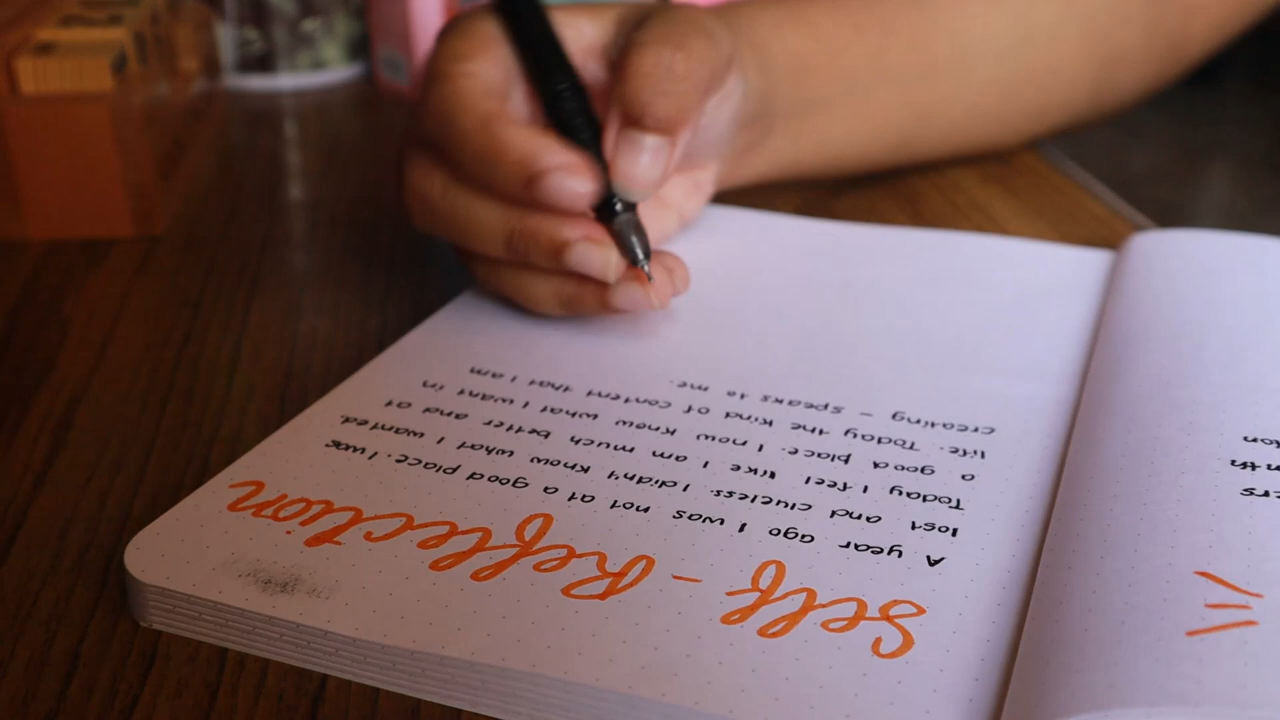 Self - Reflection
A year ago I was not at a good place. I was
lost and clueless. I didn't know what I wanted.
Today I feel like I am much better and at
a good place. I now know what I want in
life. Today the kind of content that I am
creating – speaks to me.